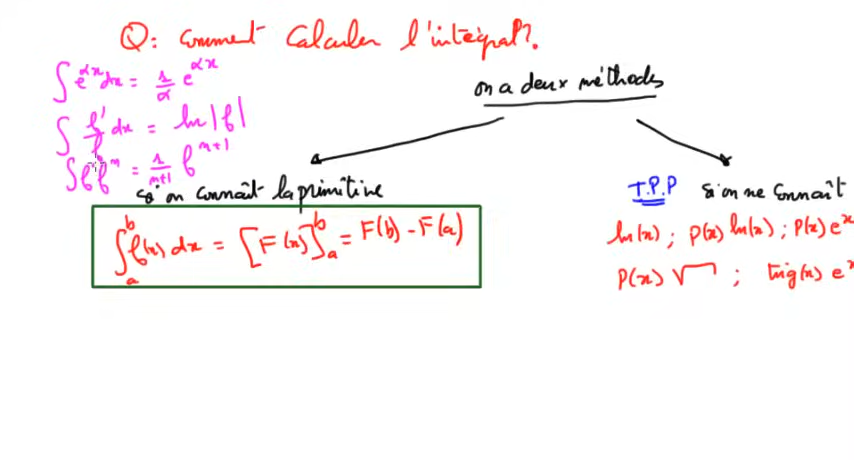 Q: Comment Calculer l'intégral?.
∫ e^{αx} dx = 1/α e^{αx}
∫ f'/f dx = ln |f|
∫ f' f^n = 1/(n+1) f^{n+1}
on a deux méthodes
si on connaît la primitive
∫_a^b f(x) dx = [F(x)]_a^b = F(b) - F(a)
I.P.P si on ne connaît
ln(x) ; P(x) ln(x) ; P(x) e^x
P(x) √ ; trig(x) e^x